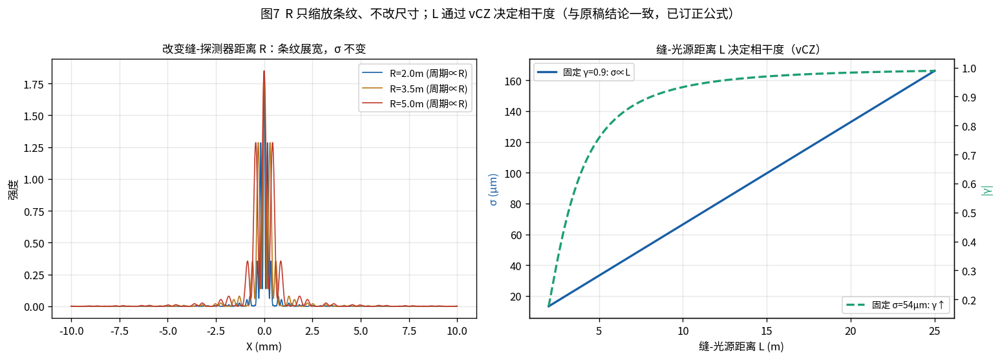 图7 R 只缩放条纹、不改尺寸；L 通过 vCZ 决定相干度（与原稿结论一致，已订正公式）
改变缝-探测器距离 R：条纹展宽，σ 不变
R=2.0m (周期∝R)
R=3.5m (周期∝R)
R=5.0m (周期∝R)
强度
1.75
1.50
1.25
1.00
0.75
0.50
0.25
0.00
-10.0 -7.5 -5.0 -2.5 0.0 2.5 5.0 7.5 10.0
X (mm)
缝-光源距离 L 决定相干度（vCZ）
固定 γ=0.9: σ∝L
固定 σ=54μm: γ↑
σ (μm)
160
140
120
100
80
60
40
20
|γ|
1.0
0.9
0.8
0.7
0.6
0.5
0.4
0.3
0.2
5 10 15 20 25
缝-光源距离 L (m)